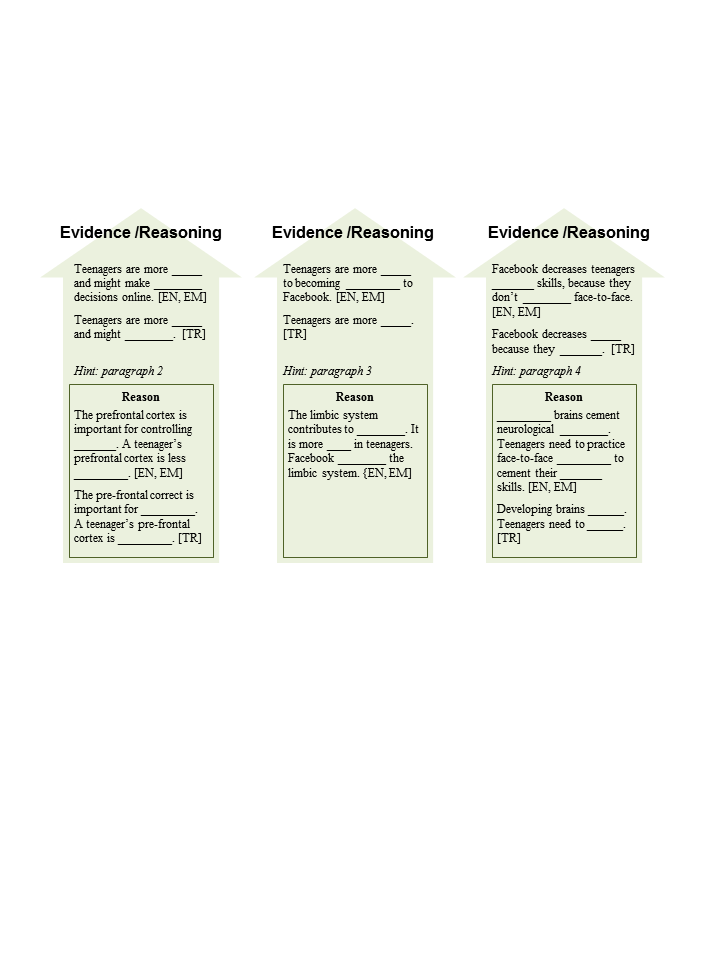 Evidence /Reasoning
Teenagers are more _____
and might make ________
decisions online. [EN, EM]
Teenagers are more _____
and might ________. [TR]
Hint: paragraph 2
Reason
The prefrontal cortex is
important for controlling
_______. A teenager's
prefrontal cortex is less
_________. [EN, EM]
The pre-frontal correct is
important for _________.
A teenager's pre-frontal
cortex is _________. [TR]
Evidence /Reasoning
Teenagers are more _____
to becoming _________ to
Facebook. [EN, EM]
Teenagers are more _____.
[TR]
Hint: paragraph 3
Reason
The limbic system
contributes to ________. It
is more ____ in teenagers.
Facebook ________ the
limbic system. {EN, EM]
Evidence /Reasoning
Facebook decreases teenagers
_______ skills, because they
don't ________ face-to-face.
[EN, EM]
Facebook decreases _____
because they _______. [TR]
Hint: paragraph 4
Reason
_________ brains cement
neurological ________.
Teenagers need to practice
face-to-face _________ to
cement their _______
skills. [EN, EM]
Developing brains ______.
Teenagers need to ______.
[TR]